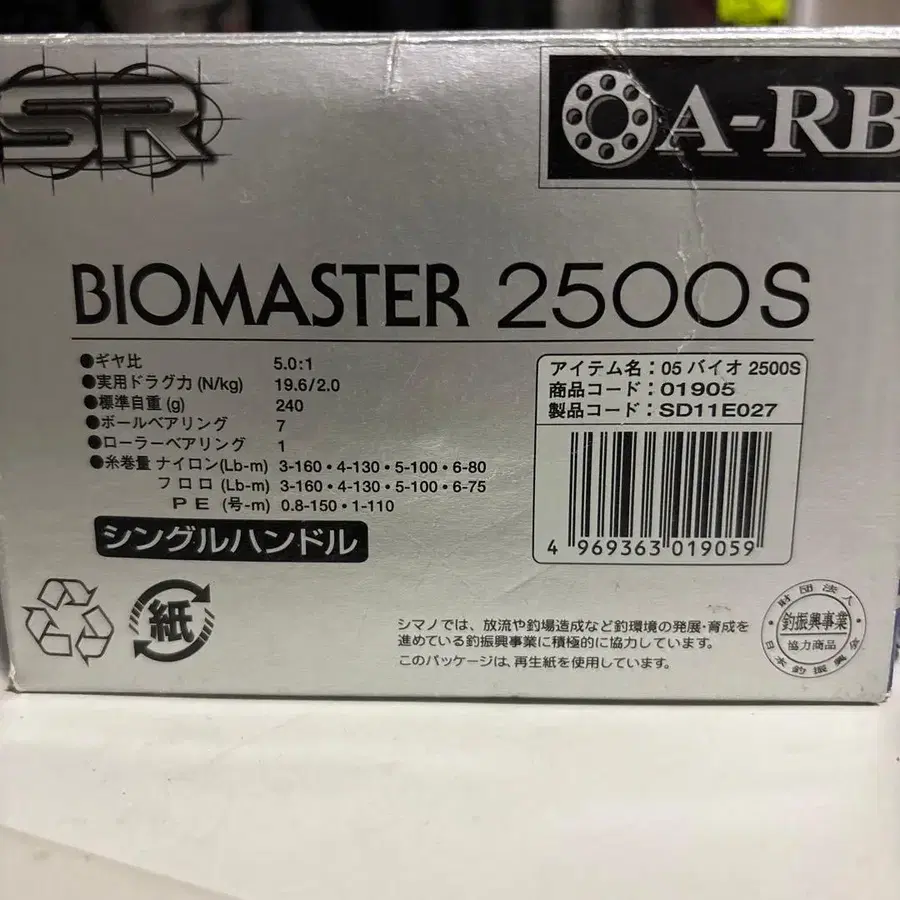 SR
A-RB
BIOMASTER 2500S
●ギヤ比 5.0:1
●実用ドラグ力 (N/kg) 19.6/2.0
●標準自重 (g) 240
●ボールベアリング 7
●ローラーベアリング 1
●糸巻量 ナイロン(Lb-m) 3-160・4-130・5-100・6-80
フロロ (Lb-m) 3-160・4-130・5-100・6-75
PE (号-m) 0.8-150・1-110
シングルハンドル
アイテム名：05 バイオ 2500S
商品コード：01905
製品コード：SD11E027
4 969363 019059
紙
シマノでは、放流や釣場造成など釣環境の発展・育成を
進めている釣振興事業に積極的に協力しています。
このパッケージは、再生紙を使用しています。
財団法人
釣振興事業
協力商品
日本釣振興会